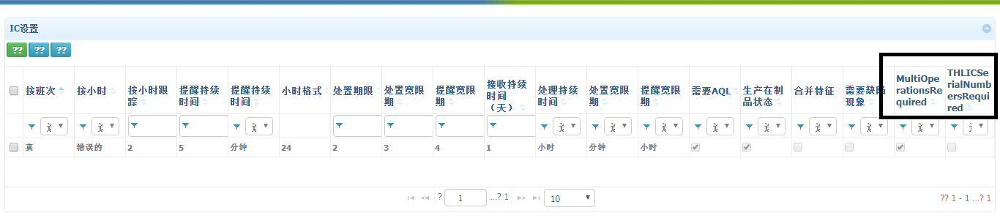 IC设置
?? ?? ??
按班次 按小时 按小时跟踪 提醒持续时间 提醒持续时间 小时格式 处置期限 处置宽限期 提醒宽限期 接收持续时间（天） 处理持续时间 处置宽限期 提醒宽限期 需要AQL 生产在制品状态 合并特征 需要缺陷现象 MultiOperationsRequired THLICSerialNumbersRequired
真 错误的 2 5 分钟 24 2 3 4 1 小时 分钟 小时
? 1 ...? 1 10
?? 1 - 1 ...? 1